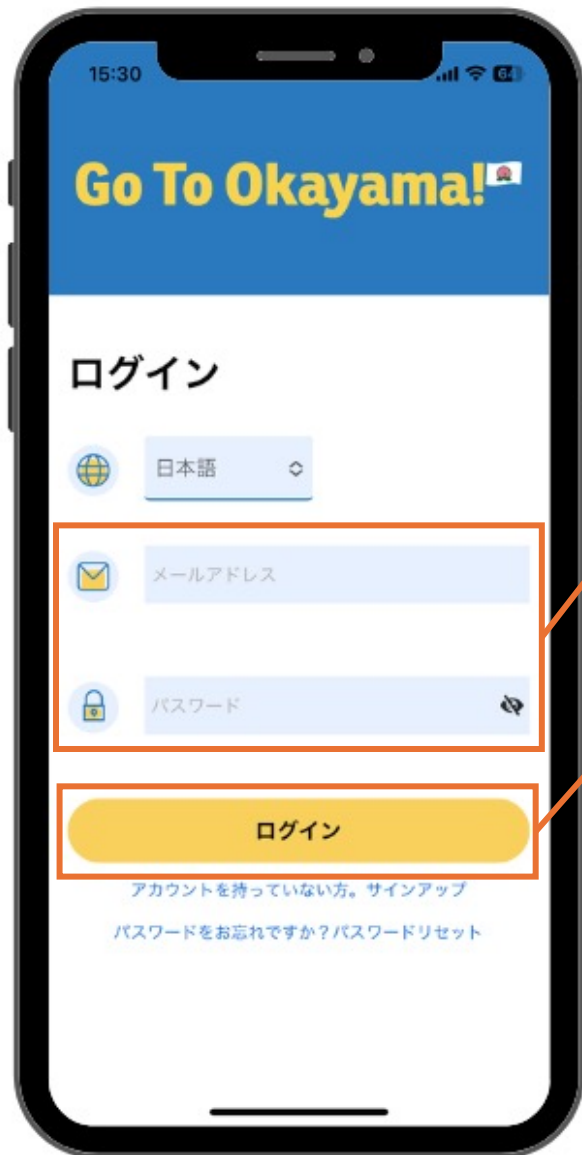 15:30
64
Go To Okayama!
ログイン
日本語
メールアドレス
パスワード
ログイン
アカウントを持っていない方。サインアップ
パスワードをお忘れですか？パスワードリセット